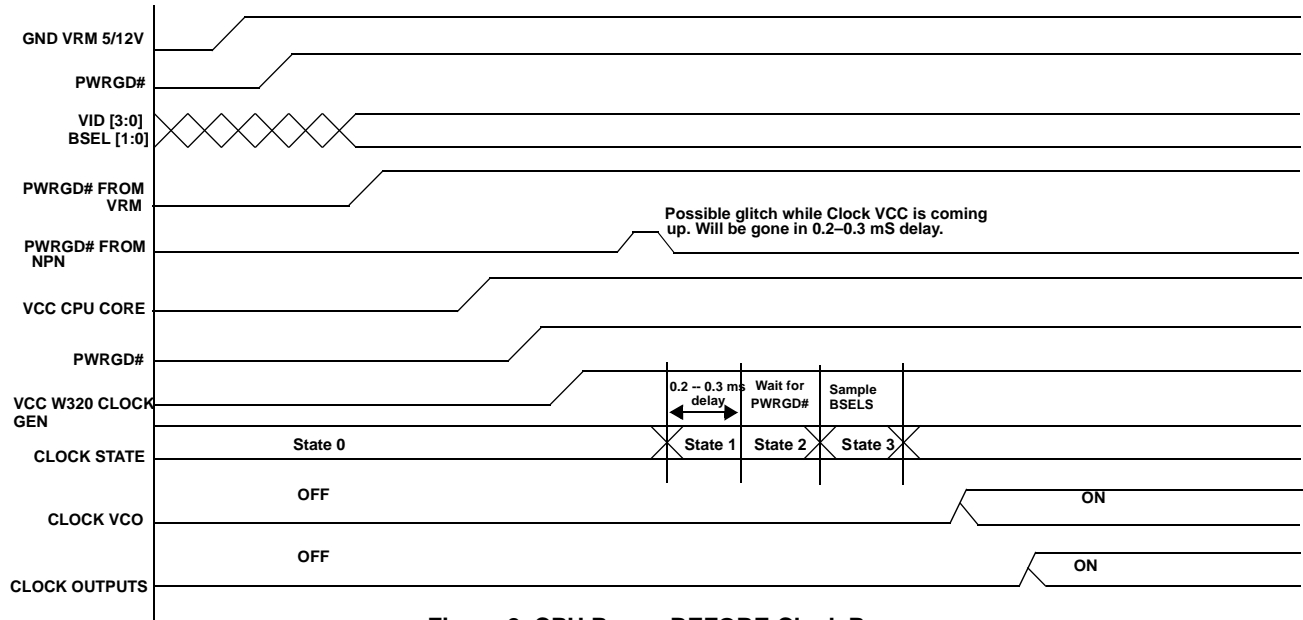 GND VRM 5/12V
PWRGD#
VID [3:0]
BSEL [1:0]
PWRGD# FROM
VRM
Possible glitch while Clock VCC is coming
up. Will be gone in 0.2–0.3 mS delay.
PWRGD# FROM
NPN
VCC CPU CORE
PWRGD#
0.2 -- 0.3 ms
delay
Wait for
PWRGD#
Sample
BSELS
VCC W320 CLOCK
GEN
State 0
State 1
State 2
State 3
CLOCK STATE
OFF
ON
CLOCK VCO
OFF
ON
CLOCK OUTPUTS